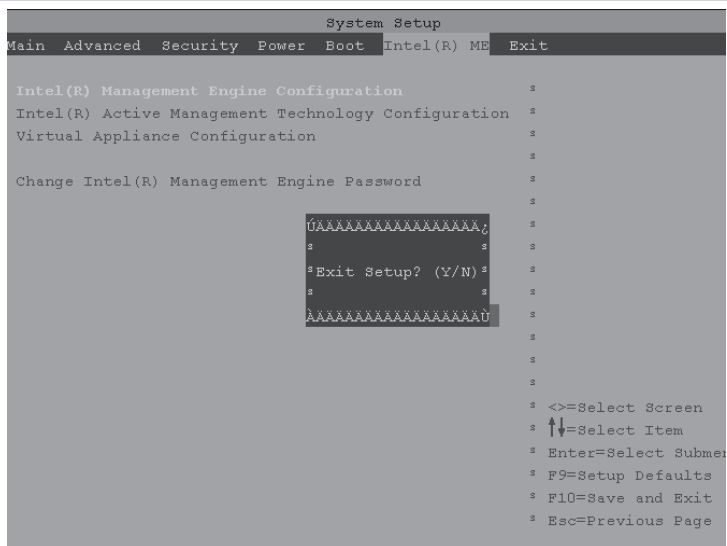 System Setup
Main Advanced Security Power Boot Intel(R) ME Exit
Intel(R) Management Engine Configuration
Intel(R) Active Management Technology Configuration
Virtual Appliance Configuration
Change Intel(R) Management Engine Password
ÚÄÄÄÄÄÄÄÄÄÄÄÄÄÄÄÄÄ¿
³Exit Setup? (Y/N)³
ÀÄÄÄÄÄÄÄÄÄÄÄÄÄÄÄÄÄÙ
<>=Select Screen
↑↓=Select Item
Enter=Select Submen
F9=Setup Defaults
F10=Save and Exit
Esc=Previous Page